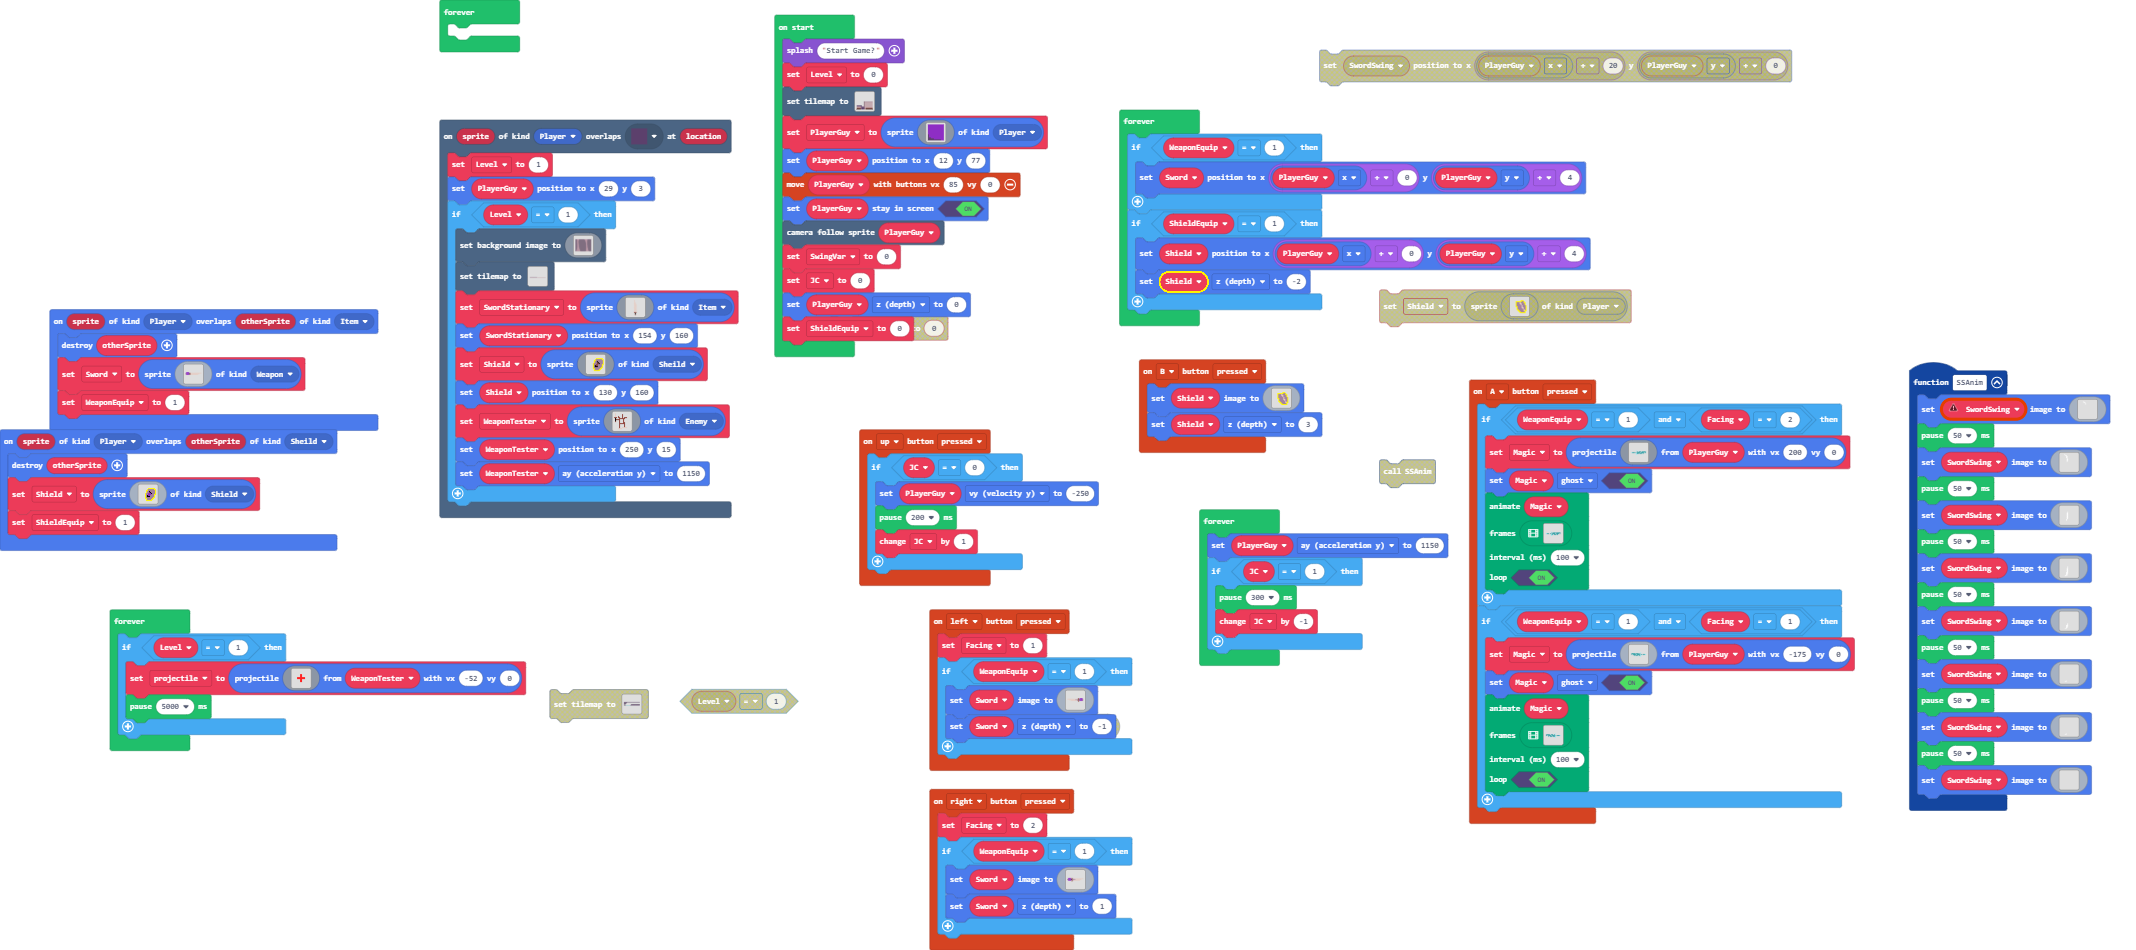 forever
on start
splash "Start Game?"
set Level to 0
set tilemap to
set PlayerGuy to sprite of kind Player
set PlayerGuy position to x 12 y 77
move PlayerGuy with buttons vx 85 vy 0
set PlayerGuy stay in screen ON
camera follow sprite PlayerGuy
set SwingVar to 0
set JC to 0
set PlayerGuy z (depth) to 0
set ShieldEquip to 0 to 0
set SwordSwing position to x PlayerGuy x + 20 y PlayerGuy y + 0
on sprite of kind Player overlaps at location
set Level to 1
set PlayerGuy position to x 29 y 3
if Level = 1 then
set background image to
set tilemap to
set SwordStationary to sprite of kind Item
set SwordStationary position to x 154 y 160
set Shield to sprite of kind Sheild
set Shield position to x 130 y 160
set WeaponTester to sprite of kind Enemy
set WeaponTester position to x 250 y 15
set WeaponTester ay (acceleration y) to 1150
forever
if WeaponEquip = 1 then
set Sword position to x PlayerGuy x + 0 y PlayerGuy y + 4
if ShieldEquip = 1 then
set Shield position to x PlayerGuy x + 0 y PlayerGuy y + 4
set Shield z (depth) to -2
set Shield to sprite of kind Player
on sprite of kind Player overlaps otherSprite of kind Item
destroy otherSprite
set Sword to sprite of kind Weapon
set WeaponEquip to 1
on sprite of kind Player overlaps otherSprite of kind Sheild
destroy otherSprite
set Shield to sprite of kind Shield
set ShieldEquip to 1
on B button pressed
set Shield image to
set Shield z (depth) to 3
on up button pressed
if JC = 0 then
set PlayerGuy vy (velocity y) to -250
pause 200 ms
change JC by 1
call SSAnim
forever
set PlayerGuy ay (acceleration y) to 1150
if JC = 1 then
pause 300 ms
change JC by -1
on A button pressed
if WeaponEquip = 1 and Facing = 2 then
set Magic to projectile from PlayerGuy with vx 200 vy 0
set Magic ghost ON
animate Magic
frames
interval (ms) 100
loop ON
if WeaponEquip = 1 and Facing = 1 then
set Magic to projectile from PlayerGuy with vx -175 vy 0
set Magic ghost ON
animate Magic
frames
interval (ms) 100
loop ON
function SSAnim
set SwordSwing image to
pause 50 ms
set SwordSwing image to
pause 50 ms
set SwordSwing image to
pause 50 ms
set SwordSwing image to
pause 50 ms
set SwordSwing image to
pause 50 ms
set SwordSwing image to
pause 50 ms
set SwordSwing image to
pause 50 ms
set SwordSwing image to
forever
if Level = 1 then
set projectile to projectile from WeaponTester with vx -52 vy 0
pause 5000 ms
set tilemap to
Level = 1
on left button pressed
set Facing to 1
if WeaponEquip = 1 then
set Sword image to
set Sword z (depth) to -1
on right button pressed
set Facing to 2
if WeaponEquip = 1 then
set Sword image to
set Sword z (depth) to 1